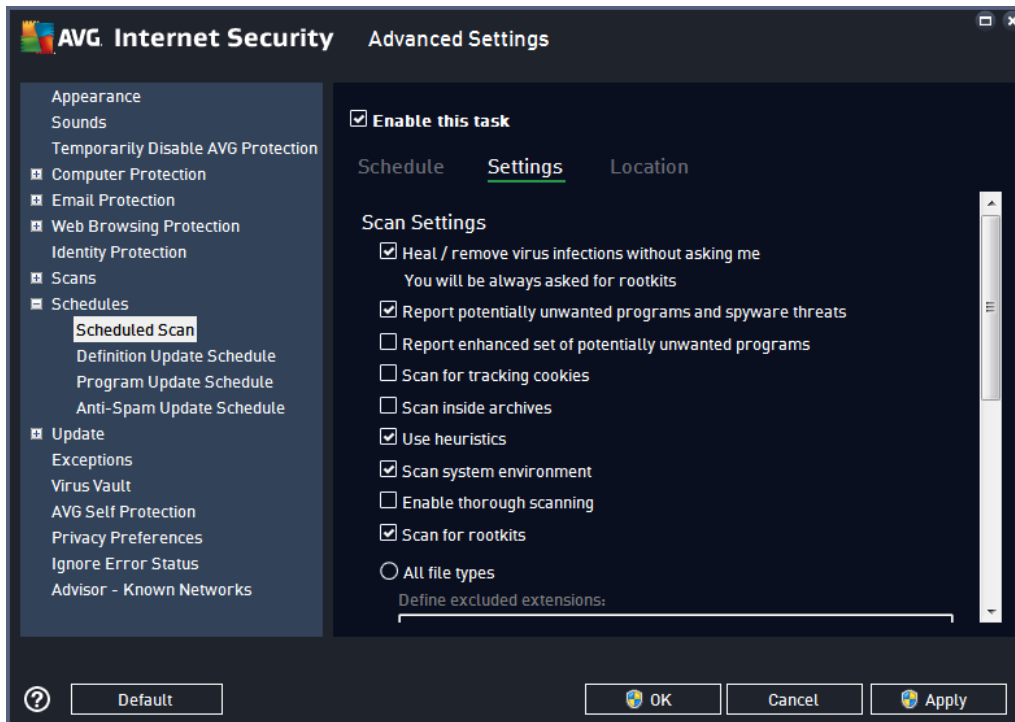 AVG. Internet Security Advanced Settings
Appearance
Sounds
Temporarily Disable AVG Protection
Computer Protection
Email Protection
Web Browsing Protection
Identity Protection
Scans
Schedules
Scheduled Scan
Definition Update Schedule
Program Update Schedule
Anti-Spam Update Schedule
Update
Exceptions
Virus Vault
AVG Self Protection
Privacy Preferences
Ignore Error Status
Advisor - Known Networks
Enable this task
Schedule Settings Location
Scan Settings
Heal / remove virus infections without asking me
You will be always asked for rootkits
Report potentially unwanted programs and spyware threats
Report enhanced set of potentially unwanted programs
Scan for tracking cookies
Scan inside archives
Use heuristics
Scan system environment
Enable thorough scanning
Scan for rootkits
All file types
Define excluded extensions:
? Default OK Cancel Apply